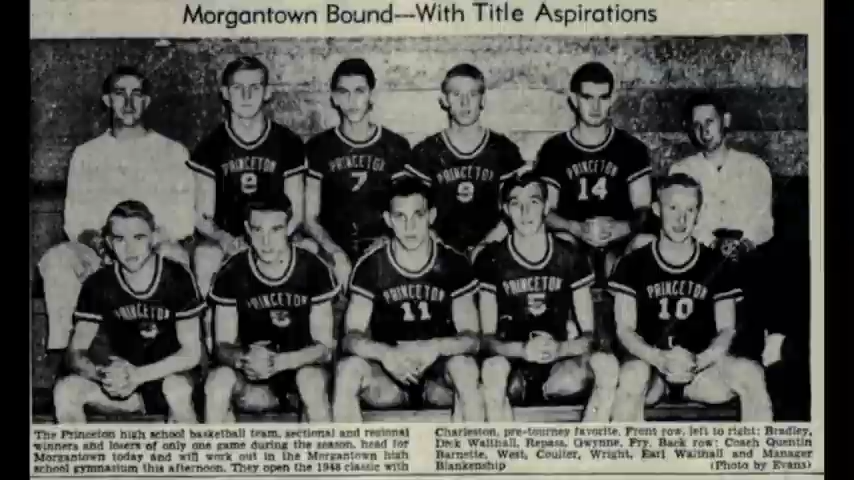 Morgantown Bound—With Title Aspirations
PRINCETON
8
PRINCETON
7
PRINCETON
9
PRINCETON
14
PRINCETON
3
PRINCETON
PRINCETON
11
PRINCETON
5
PRINCETON
10
The Princeton high school basketball team, sectional and regional
winners and losers of only one game during the season, head for
Morgantown today and will work out in the Morgantown high
school gymnasium this afternoon. They open the 1948 classic with
Charleston, pre-tourney favorite. Front row, left to right: Bradley,
Dick Walthall, Repass, Gwynne, Fry. Back row: Coach Quentin
Barnette, West, Coulter, Wright, Earl Walthall and Manager
Blankenship
(Photo by Evans)